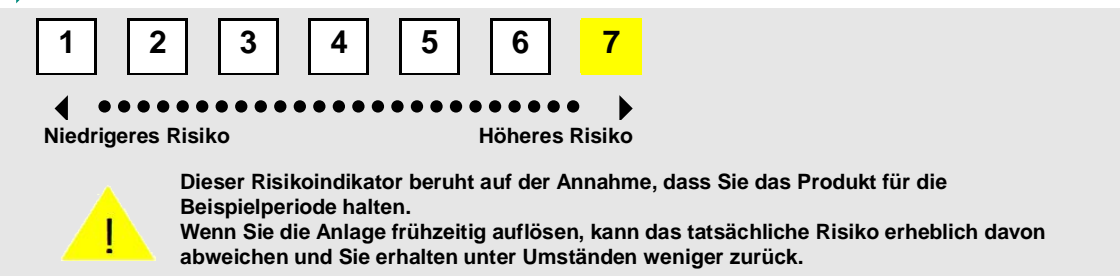 1 2 3 4 5 6 7
Niedrigeres Risiko Höheres Risiko
Dieser Risikoindikator beruht auf der Annahme, dass Sie das Produkt für die
Beispielperiode halten.
Wenn Sie die Anlage frühzeitig auflösen, kann das tatsächliche Risiko erheblich davon
abweichen und Sie erhalten unter Umständen weniger zurück.
!